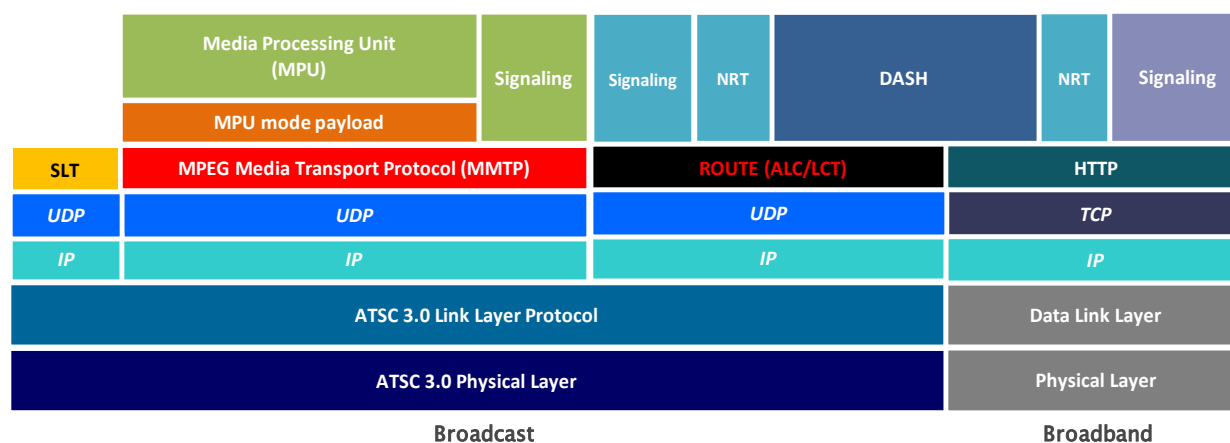 Media Processing Unit
(MPU)
Signaling
Signaling
NRT
DASH
NRT
Signaling
MPU mode payload
SLT
MPEG Media Transport Protocol (MMTP)
ROUTE (ALC/LCT)
HTTP
UDP
UDP
UDP
TCP
IP
IP
IP
IP
ATSC 3.0 Link Layer Protocol
Data Link Layer
ATSC 3.0 Physical Layer
Physical Layer
Broadcast
Broadband